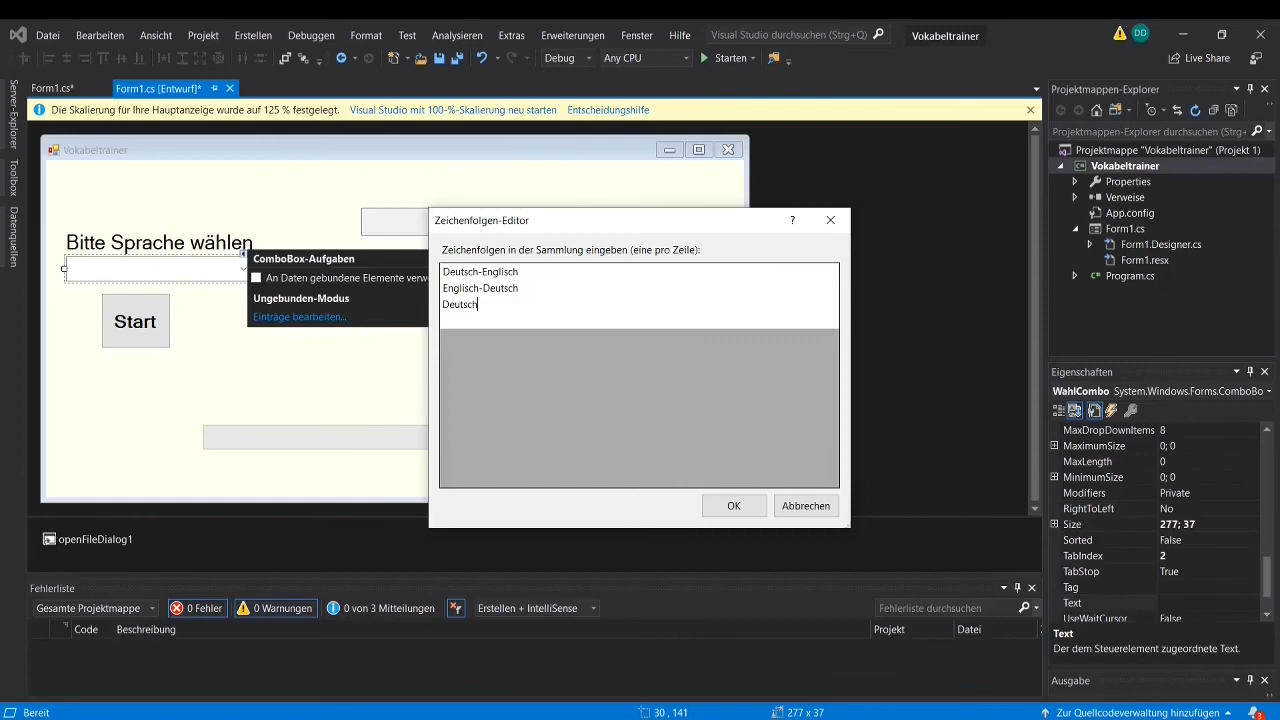 Datei Bearbeiten Ansicht Projekt Erstellen Debuggen Format Test Analysieren Extras Erweiterungen Fenster Hilfe Visual Studio durchsuchen (Strg+Q) Vokabeltrainer DD
Debug Any CPU Starten Live Share
Form1.cs* Form1.cs [Entwurf]*
Die Skalierung für Ihre Hauptanzeige wurde auf 125 % festgelegt. Visual Studio mit 100-%-Skalierung neu starten Entscheidungshilfe
Server-Explorer
Toolbox
Datenquellen
Vokabeltrainer
Bitte Sprache wählen
Start
ComboBox-Aufgaben
An Daten gebundene Elemente verw
Ungebunden-Modus
Einträge bearbeiten...
Zeichenfolgen-Editor
Zeichenfolgen in der Sammlung eingeben (eine pro Zeile):
Deutsch-Englisch
Englisch-Deutsch
Deutsch
OK Abbrechen
openFileDialog1
Projektmappen-Explorer
Projektmappen-Explorer durchsuchen (Strg+
Projektmappe "Vokabeltrainer" (Projekt 1)
Vokabeltrainer
Properties
Verweise
App.config
Form1.cs
Form1.Designer.cs
Form1.resx
Program.cs
Eigenschaften
WahlCombo System.Windows.Forms.ComboBo
MaxDropDownItems 8
MaximumSize 0; 0
MaxLength 0
MinimumSize 0; 0
Modifiers Private
RightToLeft No
Size 277; 37
Sorted False
TabIndex 2
TabStop True
Tag
Text
UseWaitCursor False
Text
Der dem Steuerelement zugeordnete Text.
Ausgabe
Fehlerliste
Gesamte Projektmappe 0 Fehler 0 Warnungen 0 von 3 Mitteilungen Erstellen + IntelliSense Fehlerliste durchsuchen
Code Beschreibung Projekt Datei
Bereit 30 , 141 277 x 37 Zur Quellcodeverwaltung hinzufügen 3